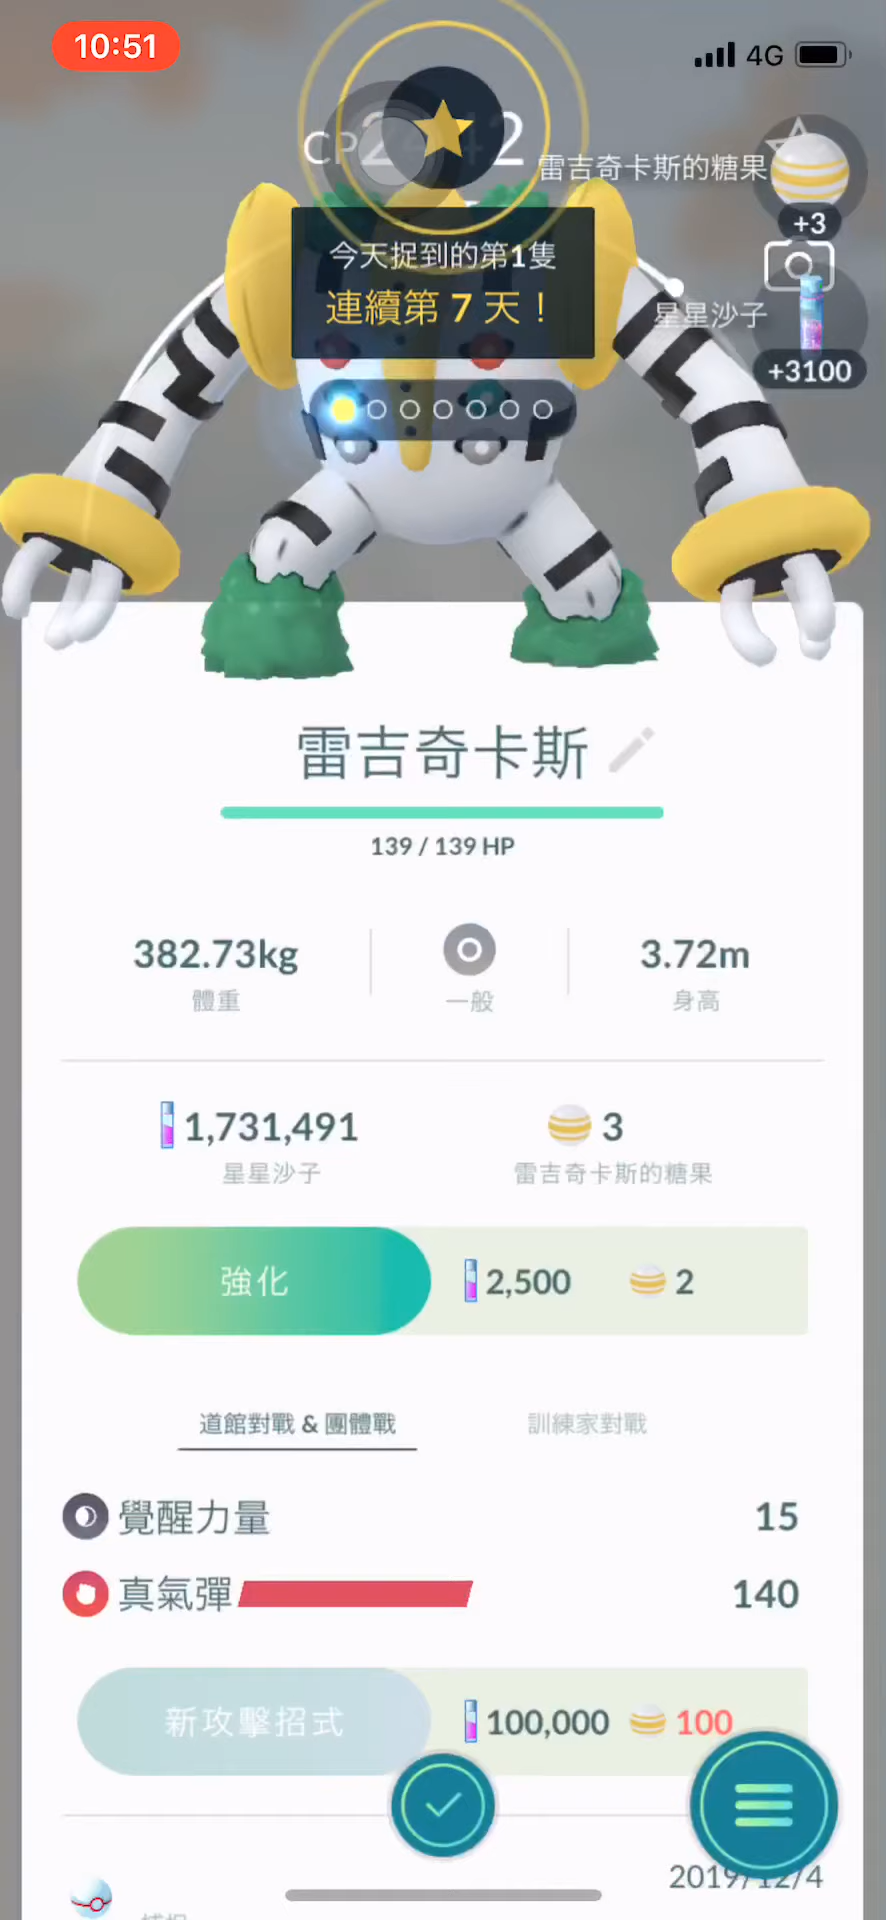 10:51
4G
CP
雷吉奇卡斯的糖果
+3
今天捉到的第1隻
連續第 7 天！
星星沙子
+3100
雷吉奇卡斯
139 / 139 HP
382.73kg
體重
一般
3.72m
身高
1,731,491
星星沙子
3
雷吉奇卡斯的糖果
強化
2,500
2
道館對戰 & 團體戰
訓練家對戰
覺醒力量
15
真氣彈
140
新攻擊招式
100,000
100
2019/12/4